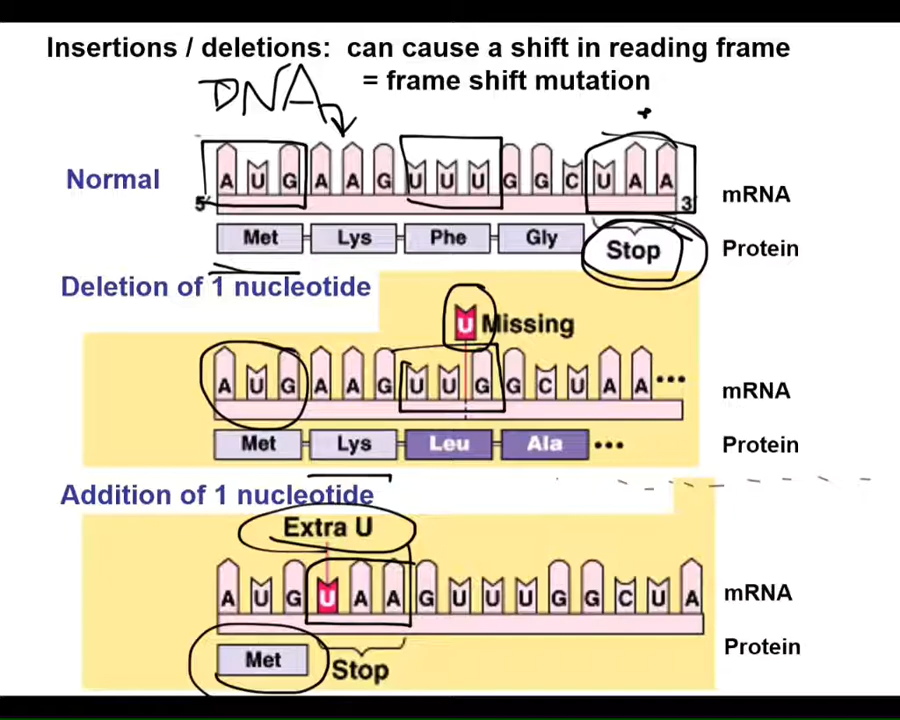 Insertions / deletions: can cause a shift in reading frame
= frame shift mutation
DNA
Normal
A U G A A G U U U G G C U A A
5' 3'
mRNA
Met Lys Phe Gly Stop
Protein
Deletion of 1 nucleotide
U Missing
A U G A A G U U G G C U A A •••
mRNA
Met Lys Leu Ala •••
Protein
Addition of 1 nucleotide
Extra U
A U G U A A G U U U G G C U A
mRNA
Protein
Met Stop